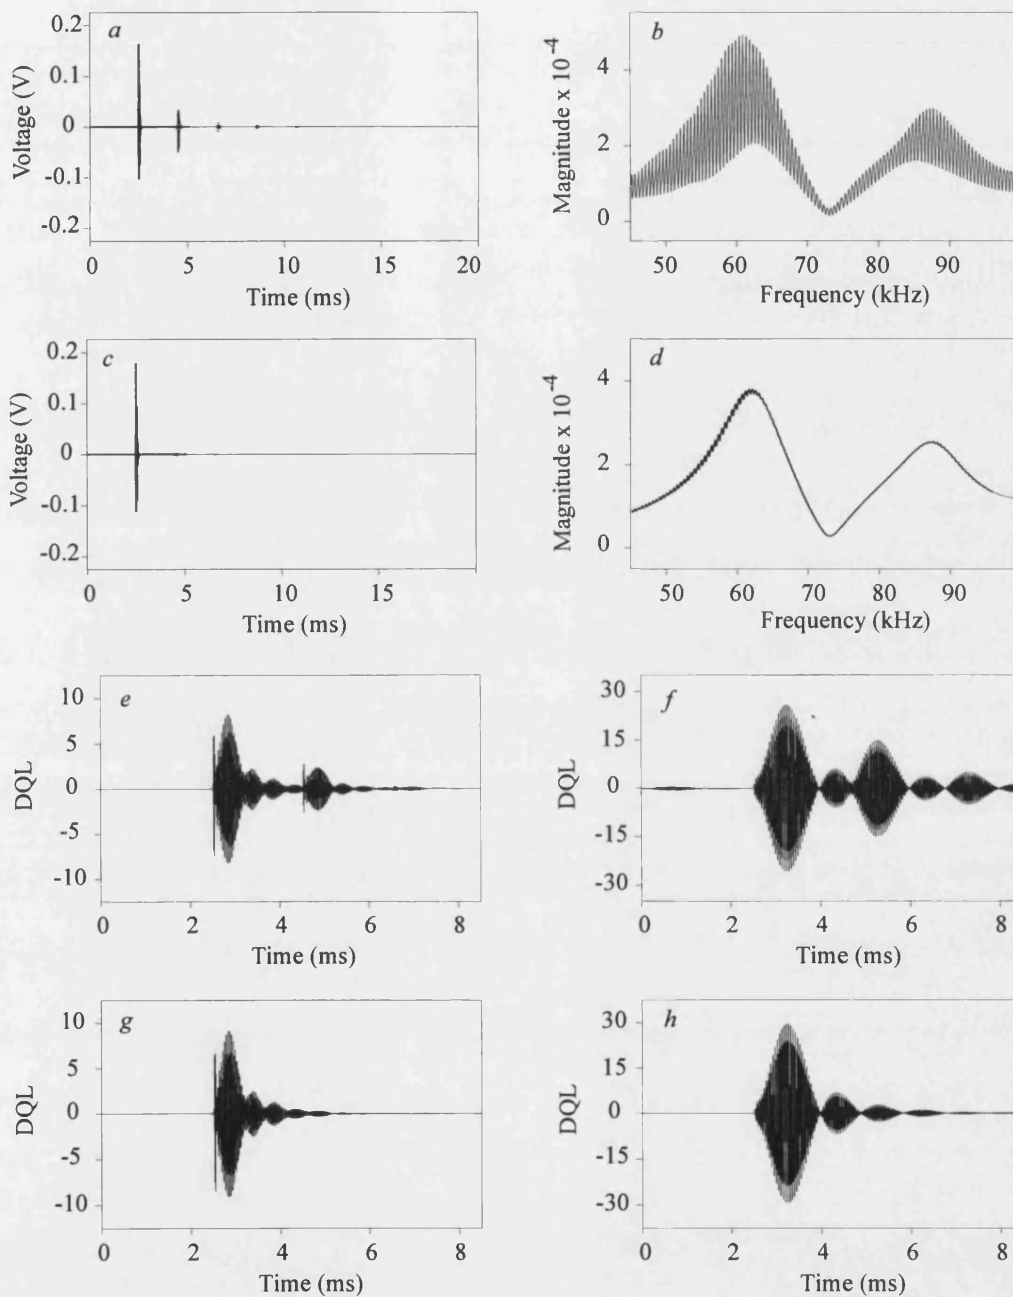 a
0.2
0.1
0
-0.1
-0.2
Voltage (V)
0 5 10 15 20
Time (ms)
b
4
2
0
Magnitude x 10-4
50 60 70 80 90
Frequency (kHz)
c
0.2
0.1
0
-0.1
-0.2
Voltage (V)
0 5 10 15
Time (ms)
d
4
2
0
Magnitude x 10-4
50 60 70 80 90
Frequency (kHz)
e
10
5
0
-5
-10
DQL
0 2 4 6 8
Time (ms)
f
30
15
0
-15
-30
DQL
0 2 4 6 8
Time (ms)
g
10
5
0
-5
-10
DQL
0 2 4 6 8
Time (ms)
h
30
15
0
-15
-30
DQL
0 2 4 6 8
Time (ms)